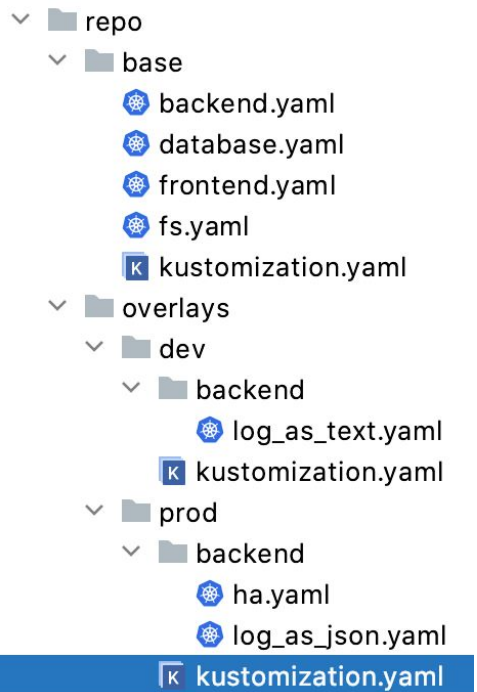 repo
base
backend.yaml
database.yaml
frontend.yaml
fs.yaml
K kustomization.yaml
overlays
dev
backend
log_as_text.yaml
K kustomization.yaml
prod
backend
ha.yaml
log_as_json.yaml
K kustomization.yaml